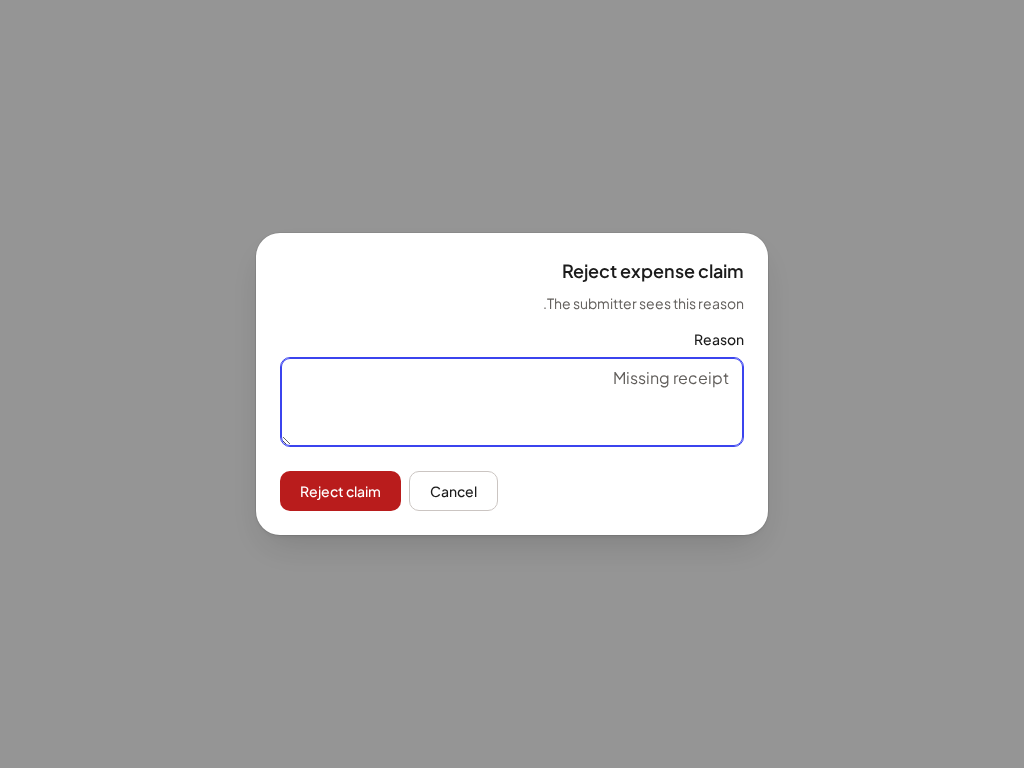 Reject expense claim
The submitter sees this reason.
Reason
Missing receipt
Cancel
Reject claim